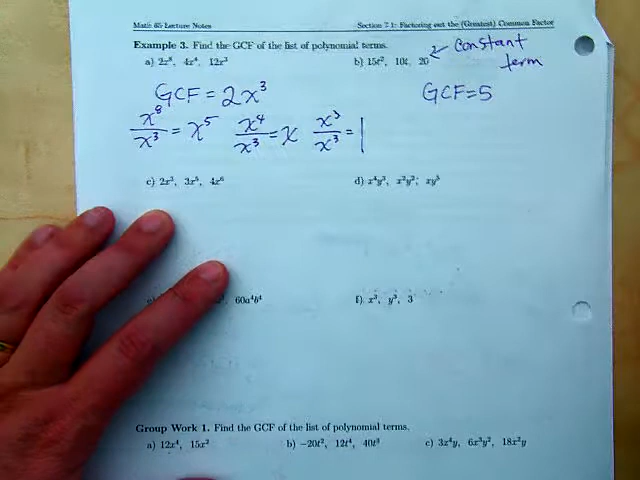 Math 65 Lecture Notes Section 7.1: Factoring out the (Greatest) Common Factor
Example 3. Find the GCF of the list of polynomial terms.
a) 2x⁸, 4x⁴, 12x³ b) 15t², 10t, 20 ← constant term
GCF = 2x³ GCF=5
x⁸/x³ = x⁵ x⁴/x³ = x x³/x³ = 1
c) 2x³, 3x⁵, 4x⁶ d) x⁴y³, x²y², xy⁵
60a⁴b⁴ f) x³, y³, 3
Group Work 1. Find the GCF of the list of polynomial terms.
a) 12x⁴, 15x² b) −20t², 12t⁴, 40t³ c) 3x⁴y, 6x³y², 18x²y